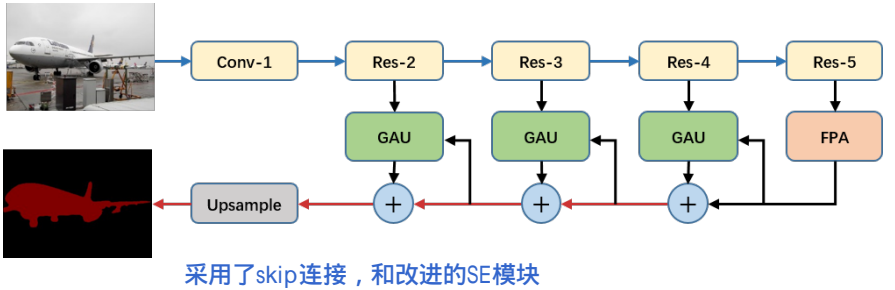 Conv-1
Res-2
Res-3
Res-4
Res-5
GAU
GAU
GAU
FPA
Upsample
+
+
+
采用了skip连接，和改进的SE模块